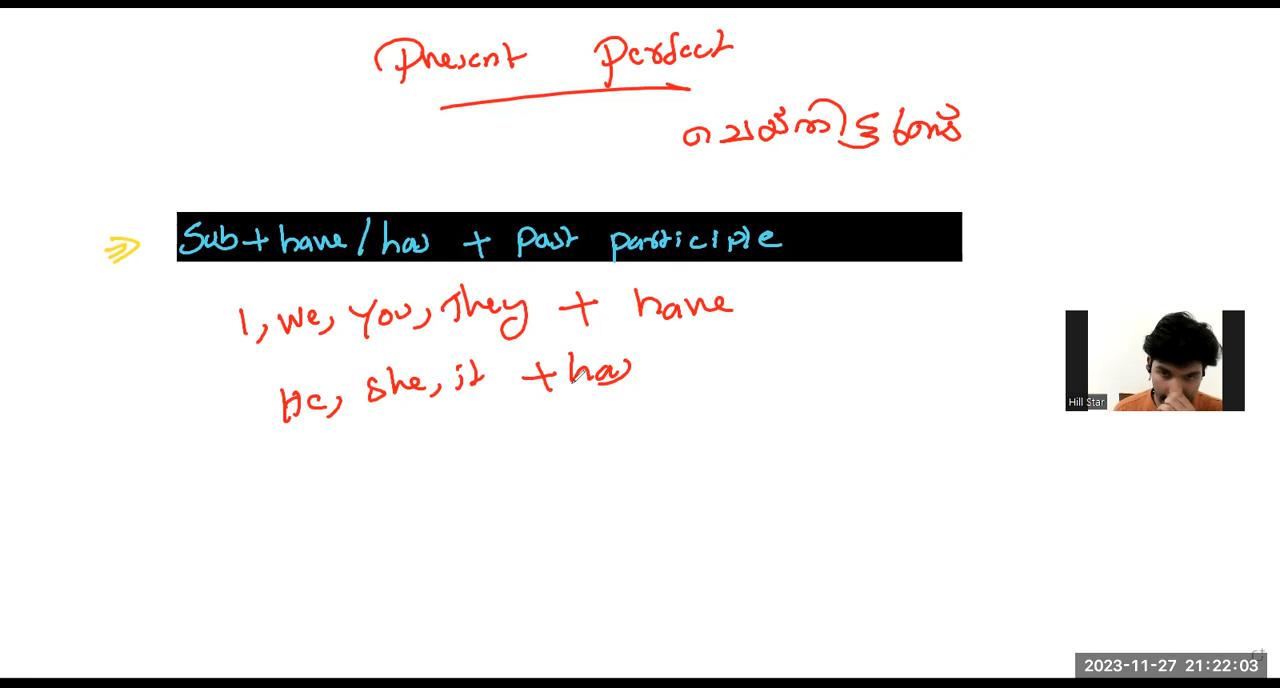 Present Perfect
ചെയ്തിട്ടുണ്ട്
Sub + have / has + past participle
I, We, You, They + have
He, she, it + has
Hill Star
2023-11-27 21:22:03